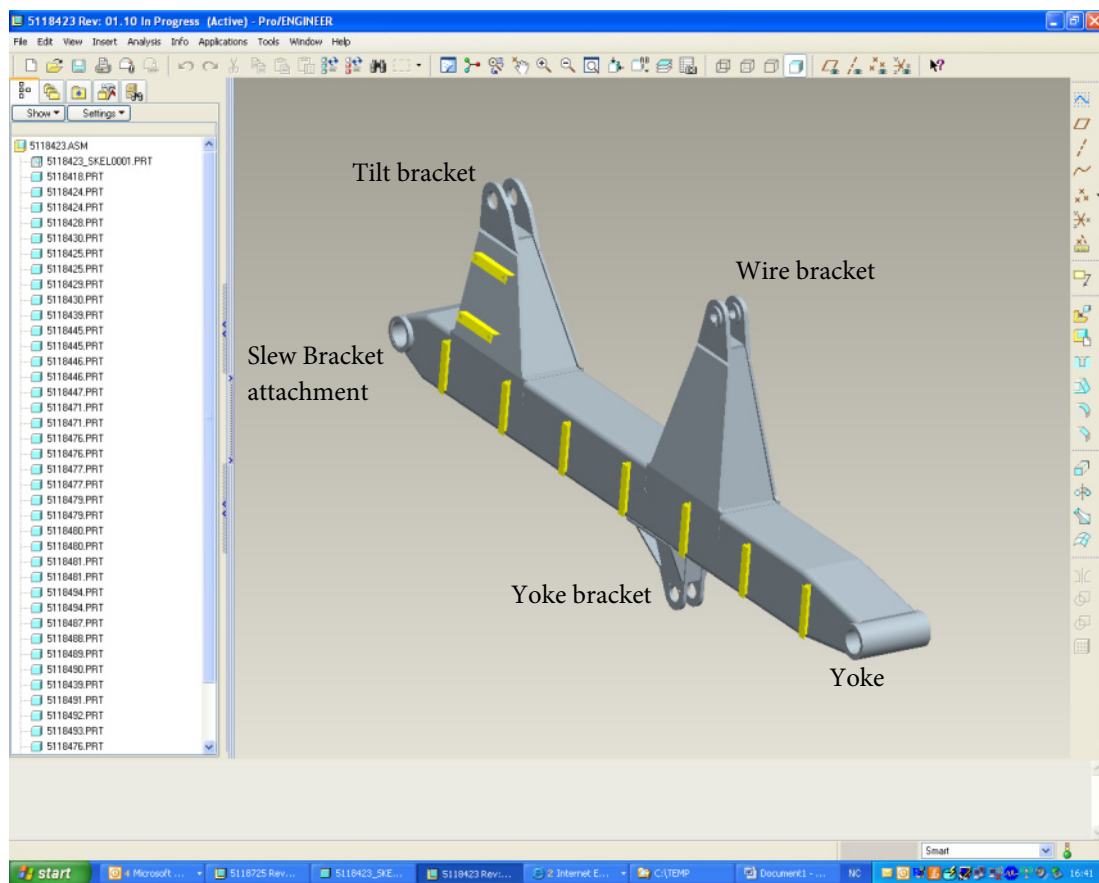 5118423 Rev: 01.10 In Progress (Active) - Pro/ENGINEER
File Edit View Insert Analysis Info Applications Tools Window Help
Show Settings
5118423.ASM
5118423_SKEL0001.PRT
5118418.PRT
5118424.PRT
5118424.PRT
5118428.PRT
5118430.PRT
5118425.PRT
5118425.PRT
5118429.PRT
5118430.PRT
5118439.PRT
5118445.PRT
5118445.PRT
5118446.PRT
5118446.PRT
5118447.PRT
5118471.PRT
5118471.PRT
5118476.PRT
5118476.PRT
5118477.PRT
5118477.PRT
5118479.PRT
5118479.PRT
5118480.PRT
5118480.PRT
5118481.PRT
5118481.PRT
5118494.PRT
5118494.PRT
5118487.PRT
5118488.PRT
5118489.PRT
5118490.PRT
5118439.PRT
5118491.PRT
5118492.PRT
5118493.PRT
5118476.PRT
Tilt bracket
Wire bracket
Slew Bracket
attachment
Yoke bracket
Yoke
Smart
start
4 Microsoft ...
5118725 Rev...
5118423_SKE...
5118423 Rev:...
2 Internet E...
C:\TEMP
Document1 - ...
NC
16:41